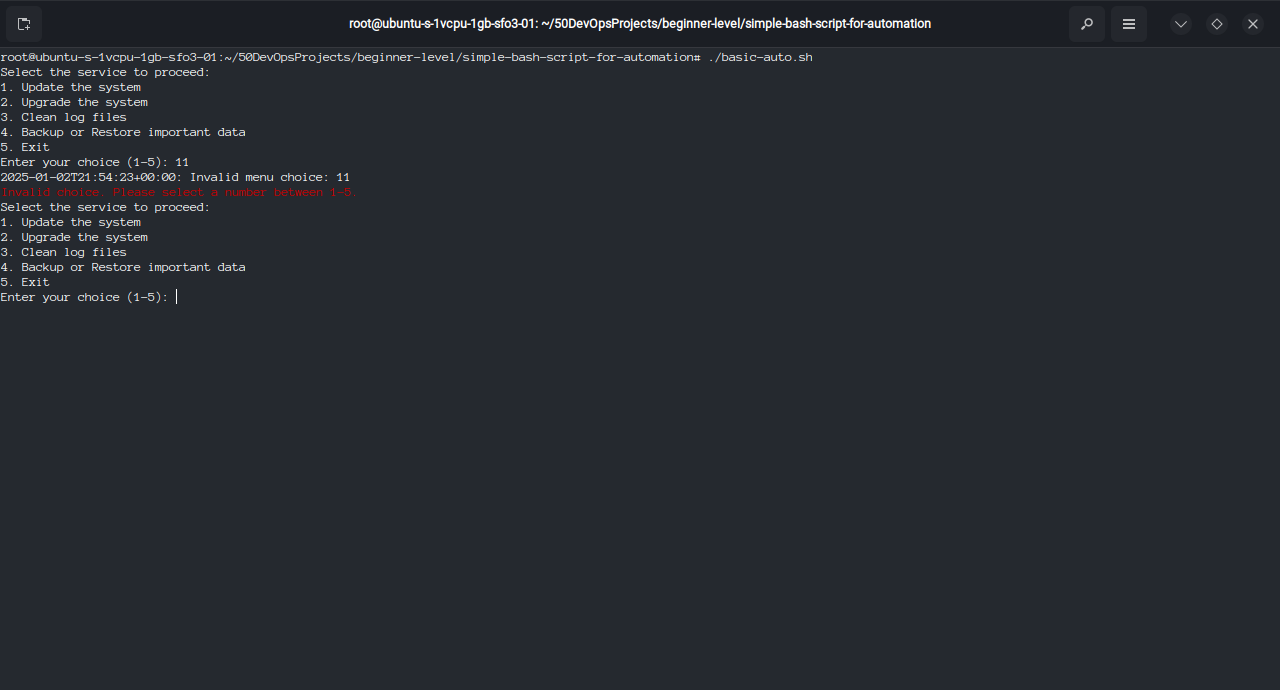 root@ubuntu-s-1vcpu-1gb-sfo3-01: ~/50DevOpsProjects/beginner-level/simple-bash-script-for-automation
root@ubuntu-s-1vcpu-1gb-sfo3-01:~/50DevOpsProjects/beginner-level/simple-bash-script-for-automation# ./basic-auto.sh
Select the service to proceed:
1. Update the system
2. Upgrade the system
3. Clean log files
4. Backup or Restore important data
5. Exit
Enter your choice (1-5): 11
2025-01-02T21:54:23+00:00: Invalid menu choice: 11
Invalid choice. Please select a number between 1-5.
Select the service to proceed:
1. Update the system
2. Upgrade the system
3. Clean log files
4. Backup or Restore important data
5. Exit
Enter your choice (1-5):